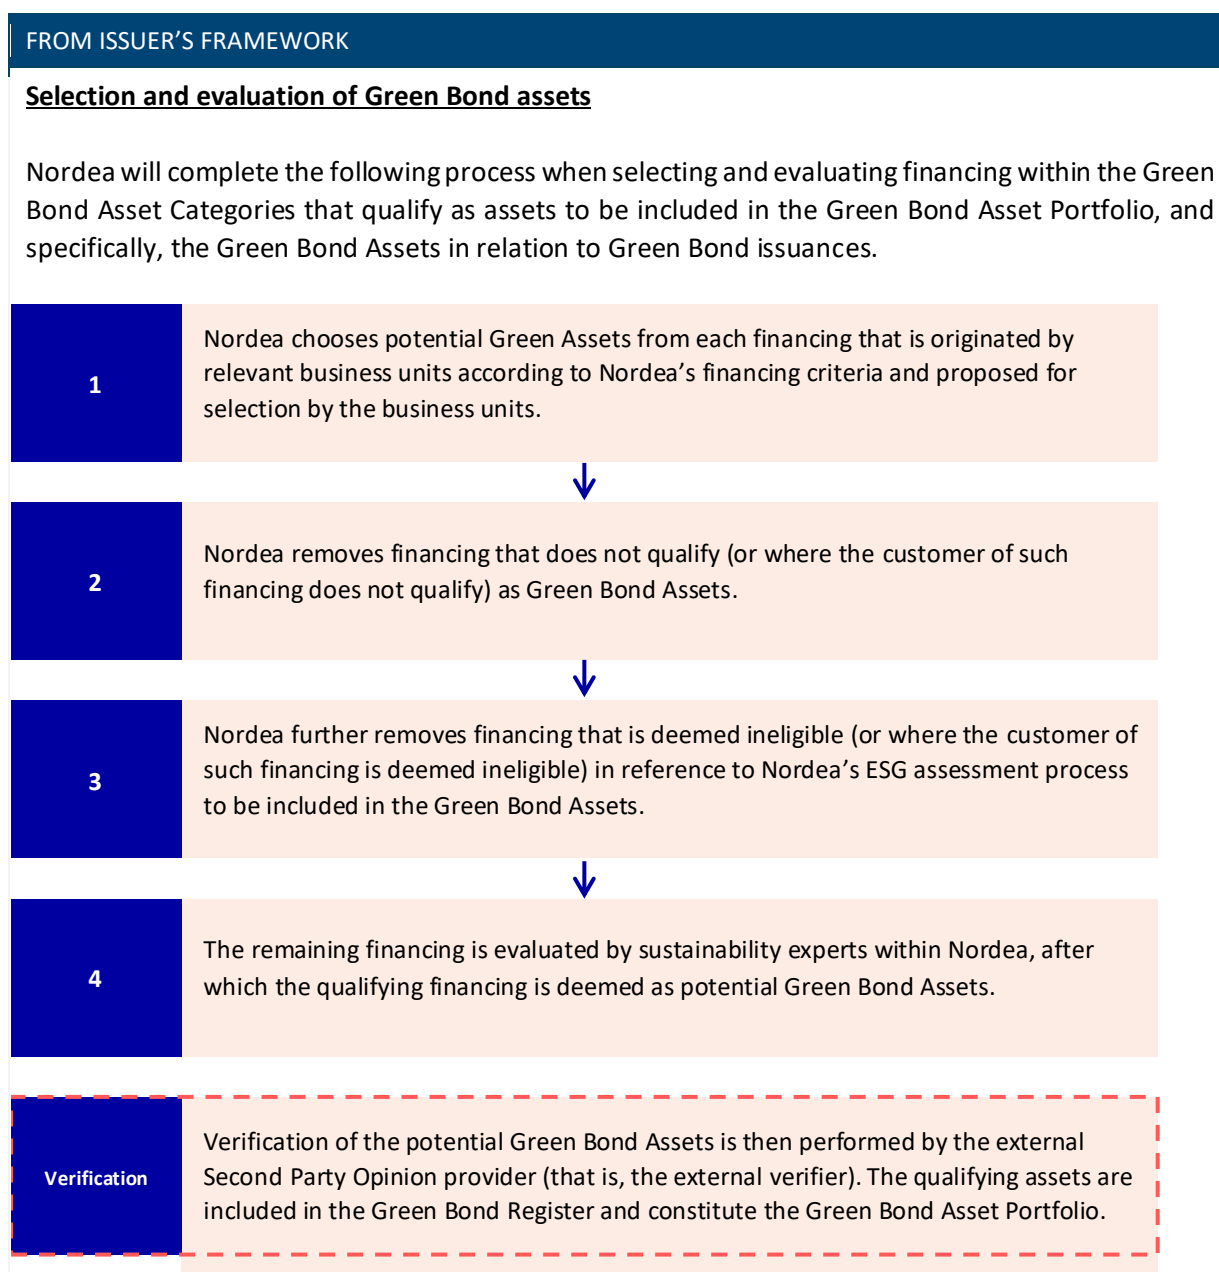 FROM ISSUER’S FRAMEWORK
Selection and evaluation of Green Bond assets
Nordea will complete the following process when selecting and evaluating financing within the Green
Bond Asset Categories that qualify as assets to be included in the Green Bond Asset Portfolio, and
specifically, the Green Bond Assets in relation to Green Bond issuances.
1
Nordea chooses potential Green Assets from each financing that is originated by
relevant business units according to Nordea’s financing criteria and proposed for
selection by the business units.
2
Nordea removes financing that does not qualify (or where the customer of such
financing does not qualify) as Green Bond Assets.
3
Nordea further removes financing that is deemed ineligible (or where the customer of
such financing is deemed ineligible) in reference to Nordea’s ESG assessment process
to be included in the Green Bond Assets.
4
The remaining financing is evaluated by sustainability experts within Nordea, after
which the qualifying financing is deemed as potential Green Bond Assets.
Verification
Verification of the potential Green Bond Assets is then performed by the external
Second Party Opinion provider (that is, the external verifier). The qualifying assets are
included in the Green Bond Register and constitute the Green Bond Asset Portfolio.